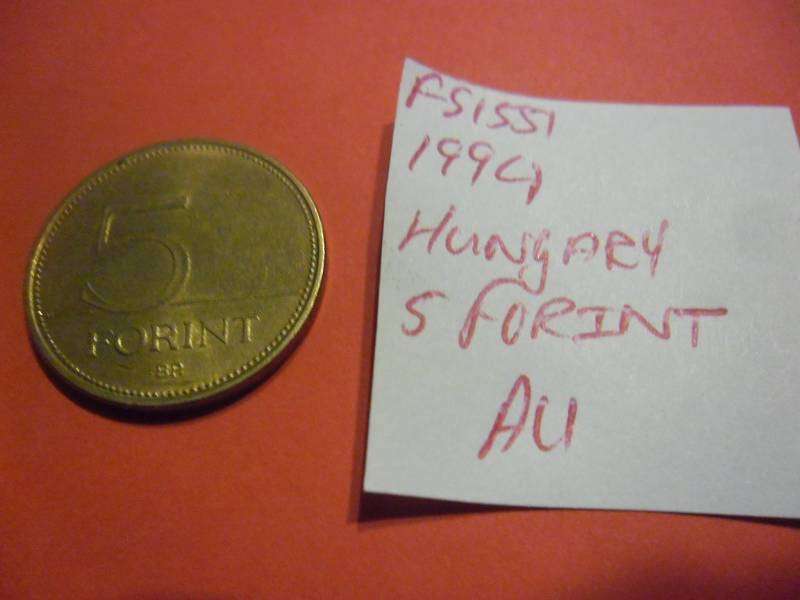 5
FORINT
BP.
FS1551
1994
HUNGARY
5 FORINT
AU